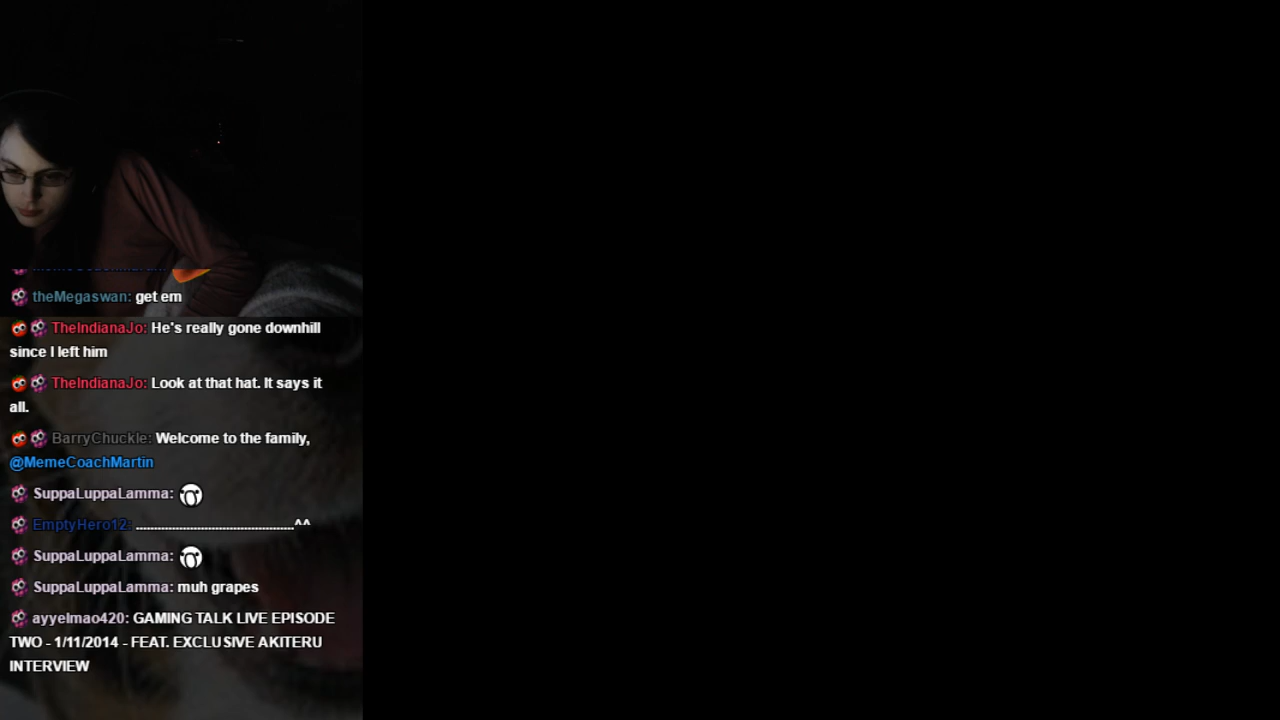 theMegaswan: get em
TheIndianaJo: He's really gone downhill
since I left him
TheIndianaJo: Look at that hat. It says it
all.
BarryChuckle: Welcome to the family,
@MemeCoachMartin
SuppaLuppaLamma:
EmptyHero12: ............................................^^
SuppaLuppaLamma:
SuppaLuppaLamma: muh grapes
ayyelmao420: GAMING TALK LIVE EPISODE
TWO - 1/11/2014 - FEAT. EXCLUSIVE AKITERU
INTERVIEW